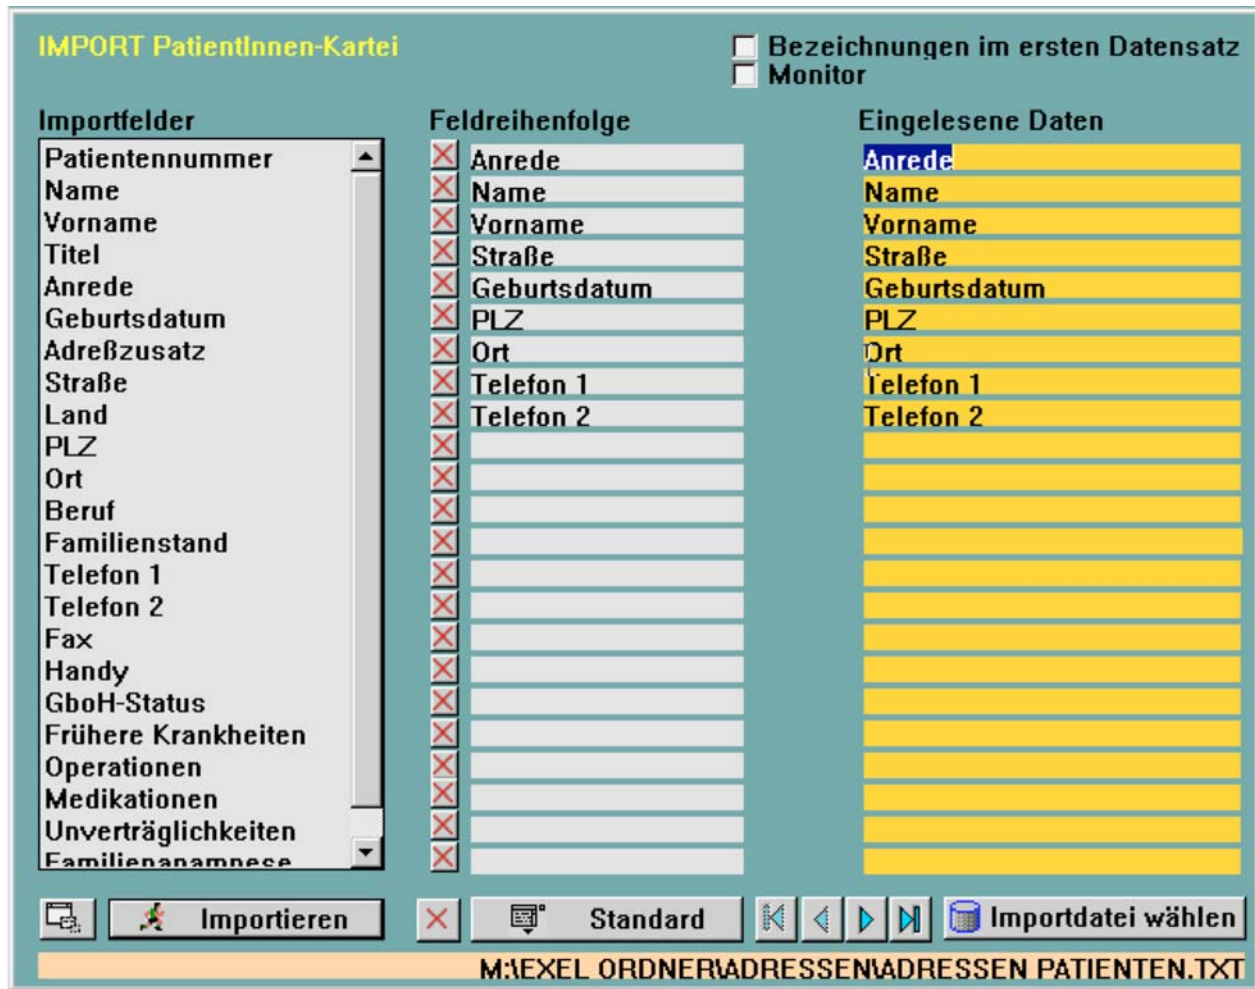 IMPORT PatientInnen-Kartei
Bezeichnungen im ersten Datensatz
Monitor
Importfelder
Patientennummer
Name
Vorname
Titel
Anrede
Geburtsdatum
Adreßzusatz
Straße
Land
PLZ
Ort
Beruf
Familienstand
Telefon 1
Telefon 2
Fax
Handy
GboH-Status
Frühere Krankheiten
Operationen
Medikationen
Unverträglichkeiten
Familienanamnese
Feldreihenfolge
Anrede
Name
Vorname
Straße
Geburtsdatum
PLZ
Ort
Telefon 1
Telefon 2
Eingelesene Daten
Anrede
Name
Vorname
Straße
Geburtsdatum
PLZ
Ort
Telefon 1
Telefon 2
Importieren
Standard
Importdatei wählen
M:\EXEL ORDNER\ADRESSEN\ADRESSEN PATIENTEN.TXT